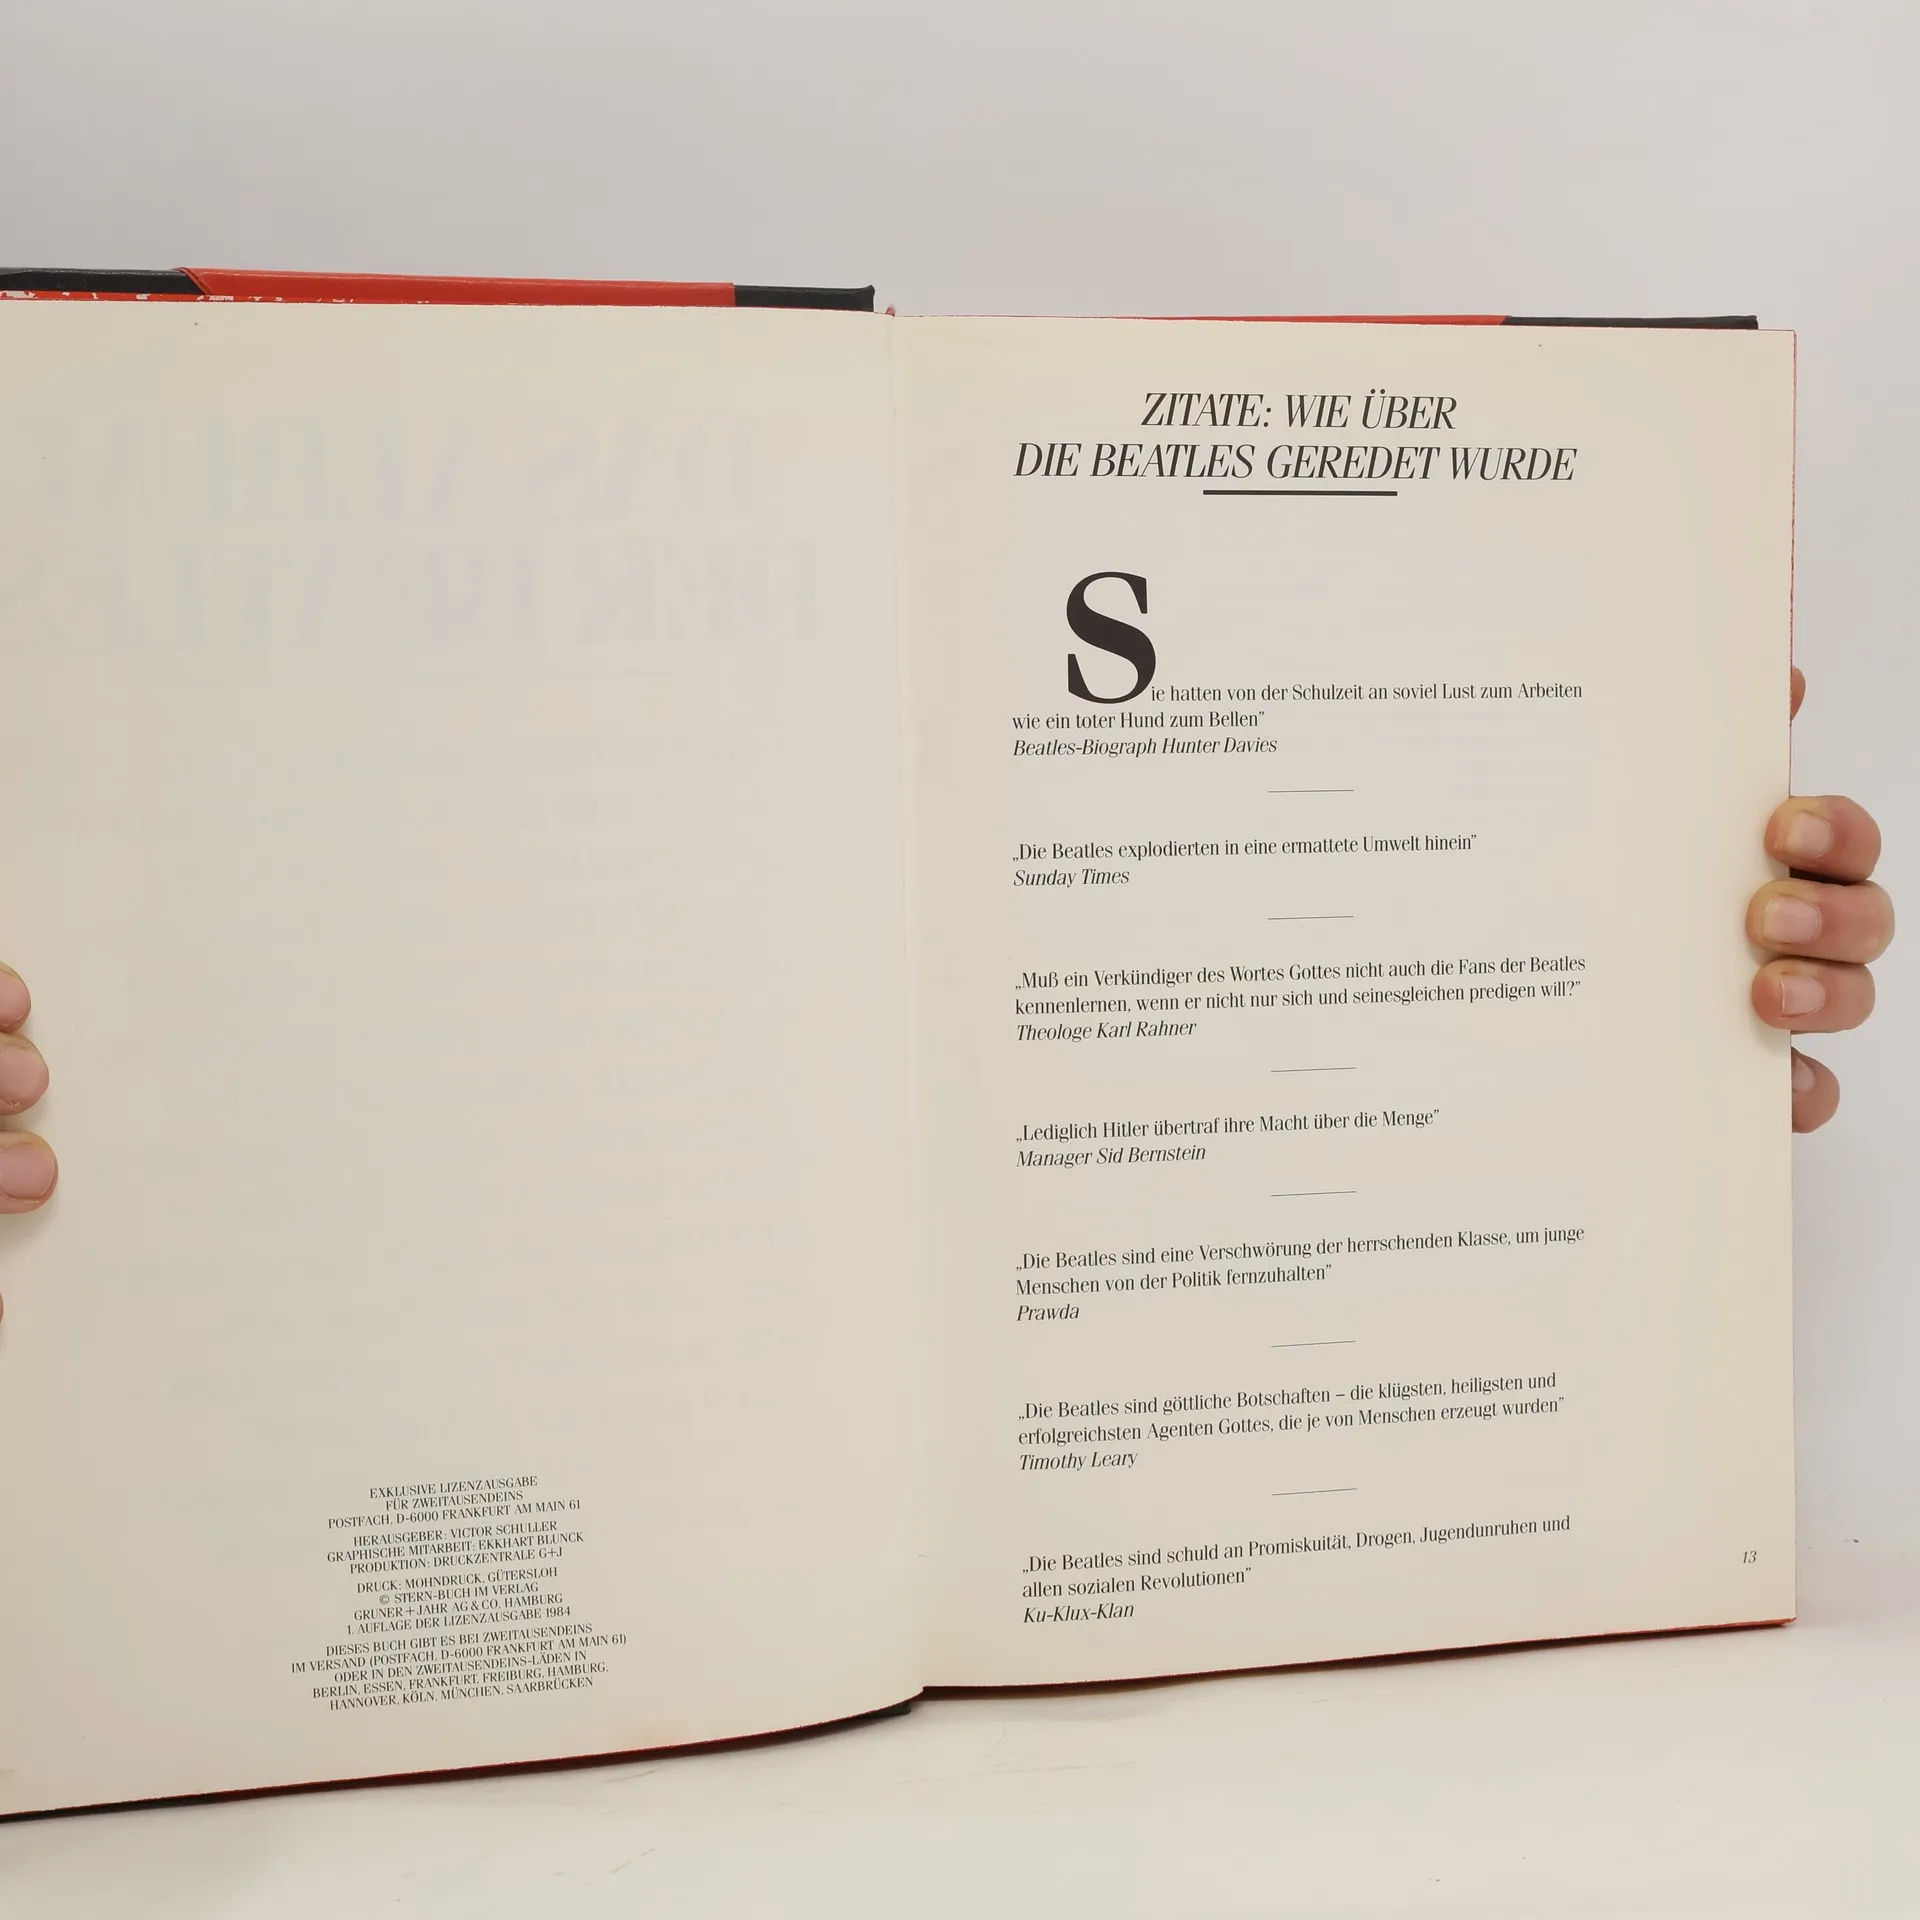 EXKLUSIVE LIZENZAUSGABE
FÜR ZWEITAUSENDEINS
POSTFACH, D-6000 FRANKFURT AM MAIN 61
HERAUSGEBER: VICTOR SCHULLER
GRAPHISCHE MITARBEIT: EKKHART BLUNCK
PRODUKTION: DRUCKZENTRALE G+J
DRUCK: MOHNDRUCK, GÜTERSLOH
© STERN-BUCH IM VERLAG
GRUNER + JAHR AG & CO, HAMBURG
1. AUFLAGE DER LIZENZAUSGABE 1984
DIESES BUCH GIBT ES BEI ZWEITAUSENDEINS
IM VERSAND (POSTFACH, D-6000 FRANKFURT AM MAIN 61)
ODER IN DEN ZWEITAUSENDEINS-LÄDEN IN
BERLIN, ESSEN, FRANKFURT, FREIBURG, HAMBURG,
HANNOVER, KÖLN, MÜNCHEN, SAARBRÜCKEN
ZITATE: WIE ÜBER
DIE BEATLES GEREDET WURDE
Sie hatten von der Schulzeit an soviel Lust zum Arbeiten
wie ein toter Hund zum Bellen”
Beatles-Biograph Hunter Davies
„Die Beatles explodierten in eine ermattete Umwelt hinein”
Sunday Times
„Muß ein Verkündiger des Wortes Gottes nicht auch die Fans der Beatles
kennenlernen, wenn er nicht nur sich und seinesgleichen predigen will?”
Theologe Karl Rahner
„Lediglich Hitler übertraf ihre Macht über die Menge”
Manager Sid Bernstein
„Die Beatles sind eine Verschwörung der herrschenden Klasse, um junge
Menschen von der Politik fernzuhalten”
Prawda
„Die Beatles sind göttliche Botschaften – die klügsten, heiligsten und
erfolgreichsten Agenten Gottes, die je von Menschen erzeugt wurden”
Timothy Leary
„Die Beatles sind schuld an Promiskuität, Drogen, Jugendunruhen und
allen sozialen Revolutionen”
Ku-Klux-Klan
13